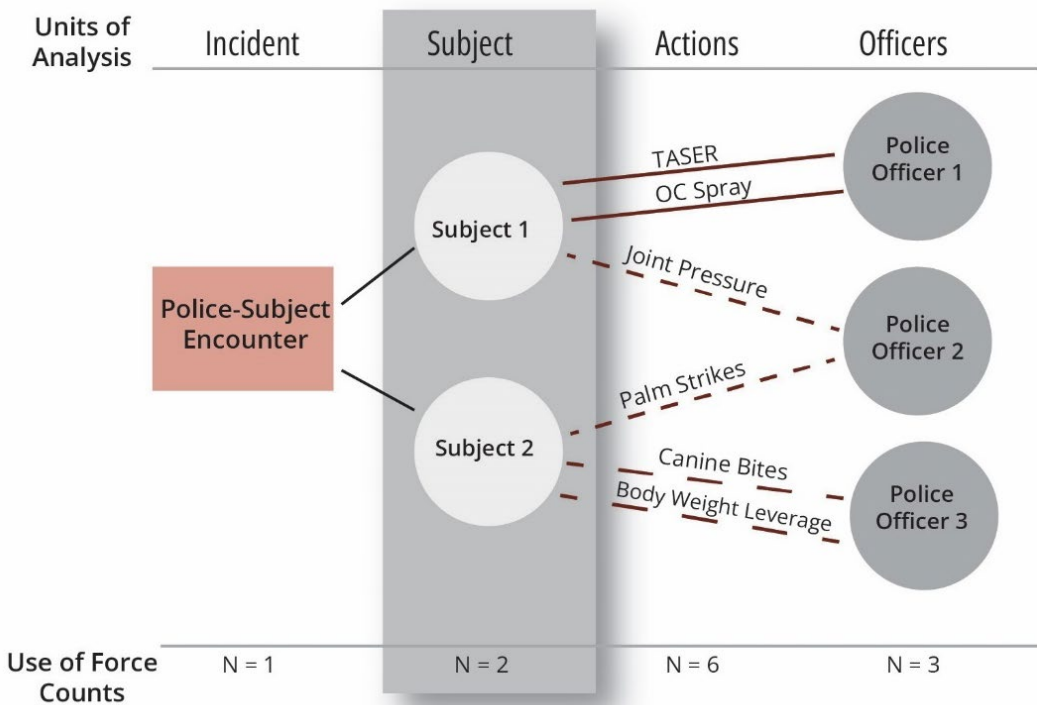 Units of
Analysis
Incident
Subject
Actions
Officers
TASER
OC Spray
Police
Officer 1
Subject 1
Joint Pressure
Police-Subject
Encounter
Police
Officer 2
Palm Strikes
Subject 2
Canine Bites
Body Weight Leverage
Police
Officer 3
Use of Force
Counts
N = 1
N = 2
N = 6
N = 3